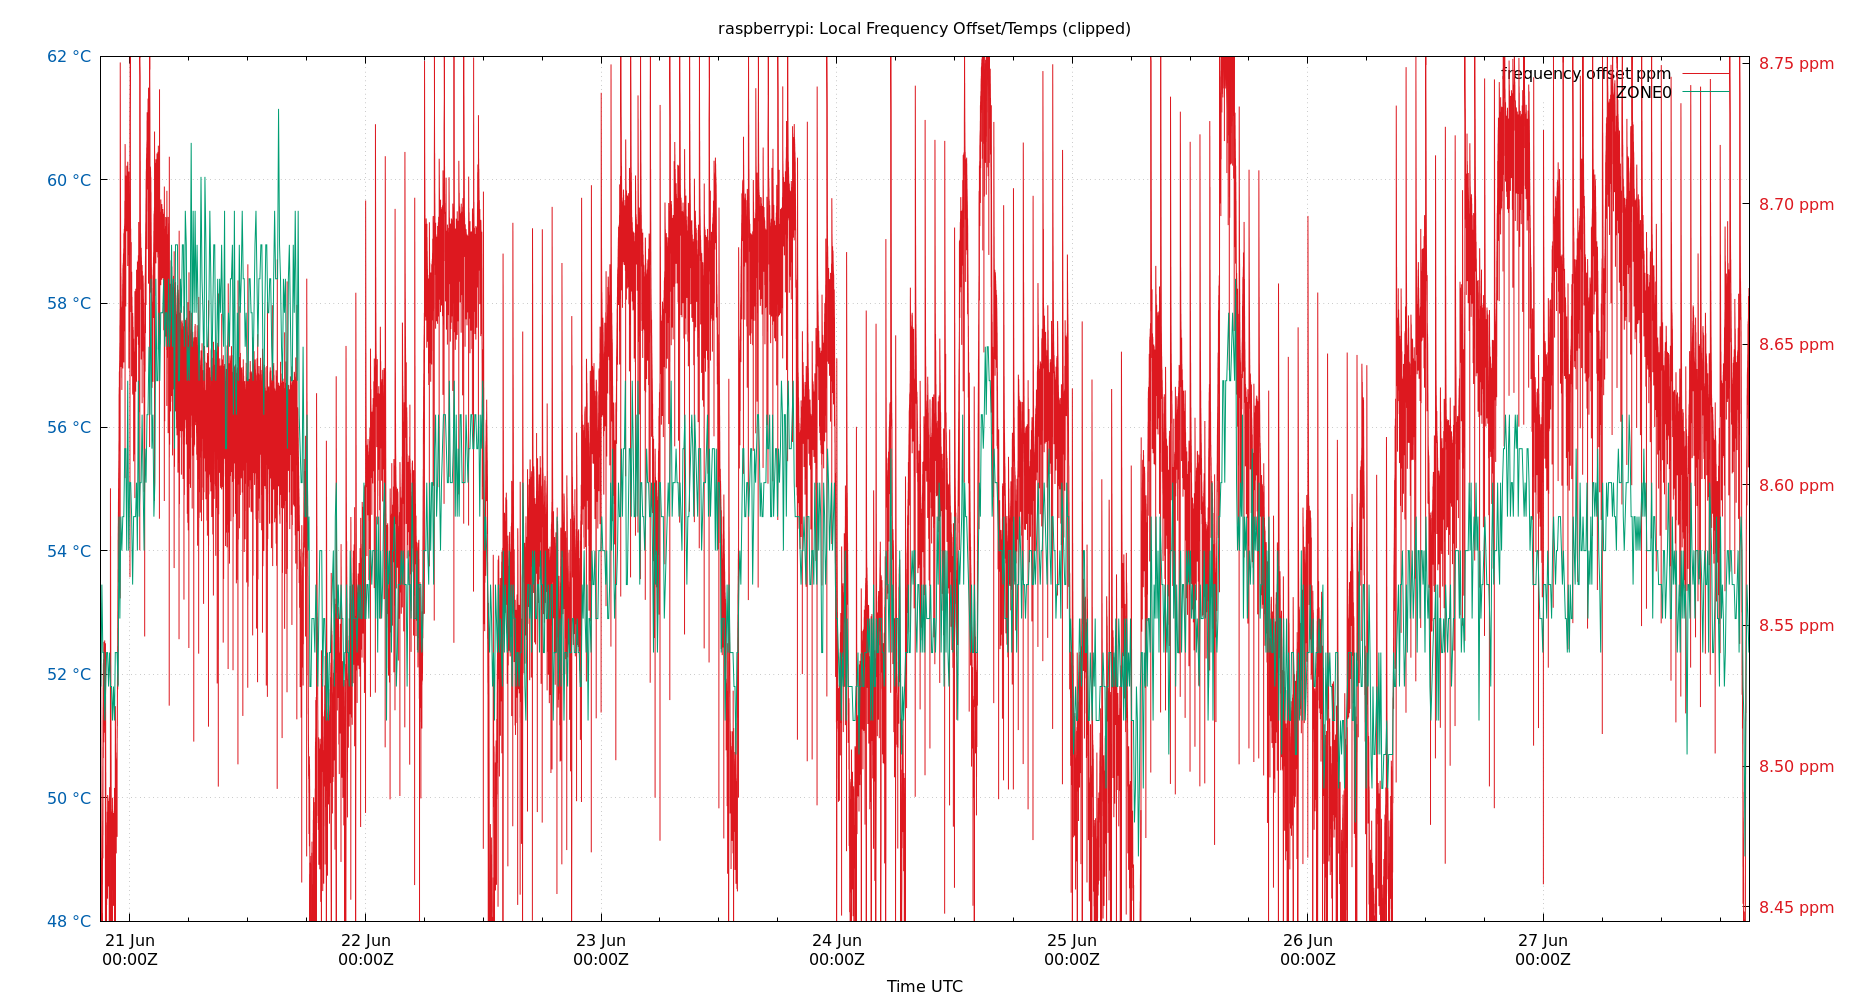 raspberrypi: Local Frequency Offset/Temps (clipped)
62 °C
60 °C
58 °C
56 °C
54 °C
52 °C
50 °C
48 °C
frequency offset ppm
ZONE0
8.75 ppm
8.70 ppm
8.65 ppm
8.60 ppm
8.55 ppm
8.50 ppm
8.45 ppm
21 Jun
00:00Z
22 Jun
00:00Z
23 Jun
00:00Z
24 Jun
00:00Z
25 Jun
00:00Z
26 Jun
00:00Z
27 Jun
00:00Z
Time UTC